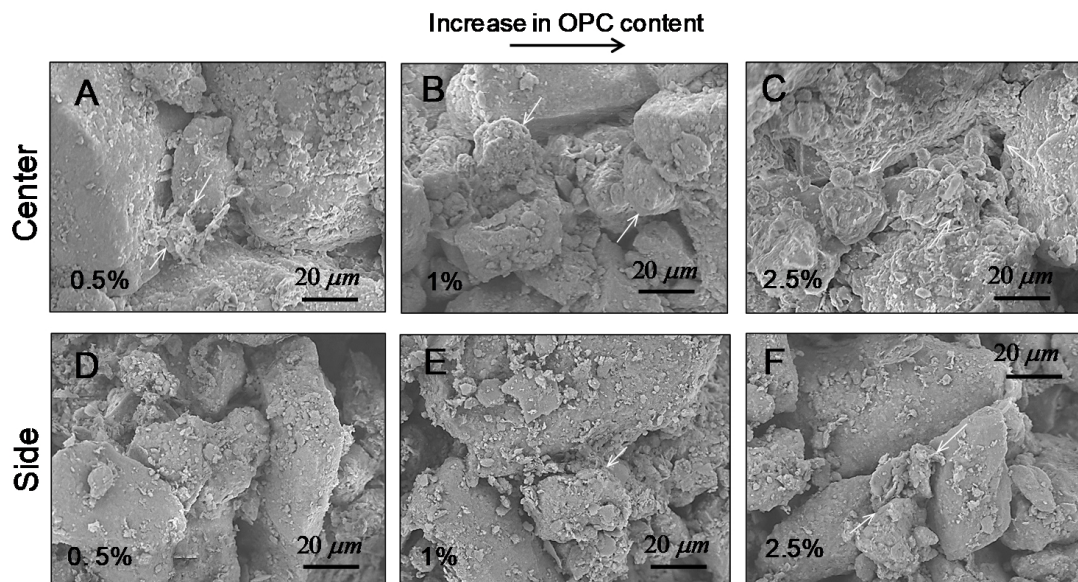 Increase in OPC content
Center
A
0.5%
20 μm
B
1%
20 μm
C
2.5%
20 μm
Side
D
0.5%
20 μm
E
1%
20 μm
F
2.5%
20 μm